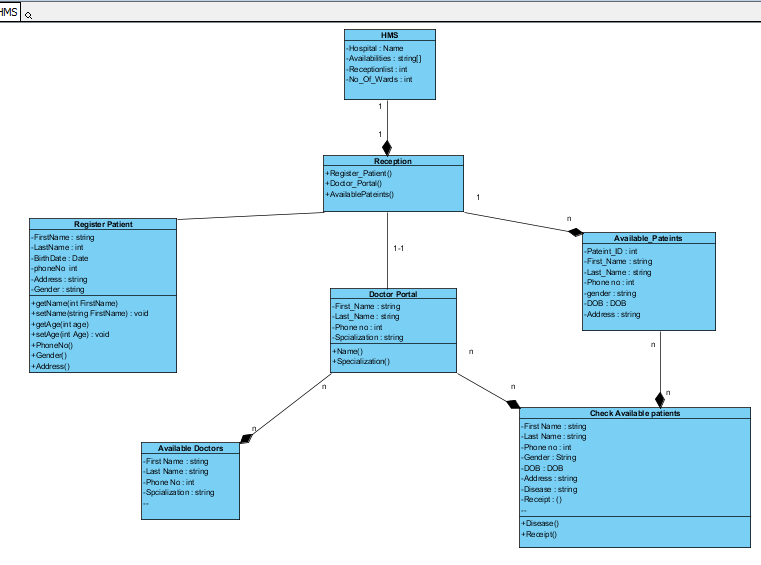 HMS
HMS
-Hospital : Name
-Availabilities : string[]
-Receptionlist : int
-No_Of_Wards : int
1
1
Reception
+Register_Patient()
+Doctor_Portal()
+AvailablePateints()
1
n
Register Patient
-FirstName : string
-LastName : int
-BirthDate : Date
-phoneNo int
-Address : string
-Gender : string
+getName(int FirstName)
+setName(string FirstName) : void
+getAge(int age)
+setAge(int Age) : void
+PhoneNo()
+Gender()
+Address()
1-1
Available_Pateints
-Pateint_ID : int
-First_Name : string
-Last_Name : string
-Phone no : int
-gender : string
-DOB : DOB
-Address : string
Doctor Portal
-First_Name : string
-Last_Name : string
-Phone no : int
-Spcialization : string
+Name()
+Specialization()
n
n
n
n
n
n
Available Doctors
-First Name : string
-Last Name : string
-Phone No : int
-Spcialization : string
--
Check Available patients
-First Name : string
-Last Name : string
-Phone no : int
-Gender : String
-DOB : DOB
-Address : string
-Disease : string
-Receipt : ()
--
+Disease()
+Receipt()